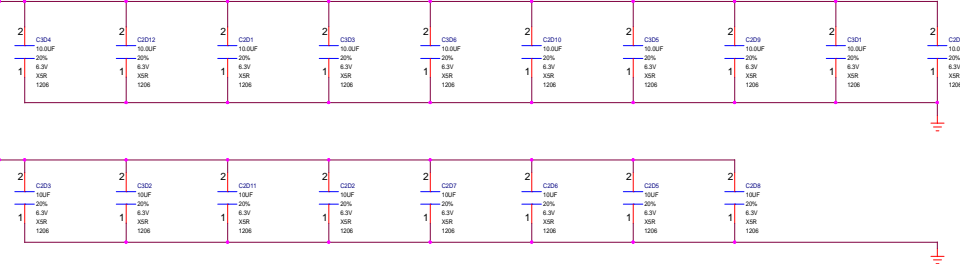 2
C3D4
10.0UF
20%
6.3V
X5R
1206
1
2
C2D12
10.0UF
20%
6.3V
X5R
1206
1
2
C2D1
10.0UF
20%
6.3V
X5R
1206
1
2
C3D3
10.0UF
20%
6.3V
X5R
1206
1
2
C3D6
10.0UF
20%
6.3V
X5R
1206
1
2
C2D10
10.0UF
20%
6.3V
X5R
1206
1
2
C3D5
10.0UF
20%
6.3V
X5R
1206
1
2
C2D9
10.0UF
20%
6.3V
X5R
1206
1
2
C3D1
10.0UF
20%
6.3V
X5R
1206
1
2
20%
6.3V
X5R
1206
1
2
C2D3
10UF
20%
6.3V
X5R
1206
1
2
C3D2
10UF
20%
6.3V
X5R
1206
1
2
C2D11
10UF
20%
6.3V
X5R
1206
1
2
C2D2
10UF
20%
6.3V
X5R
1206
1
2
C2D7
10UF
20%
6.3V
X5R
1206
1
2
C2D6
10UF
20%
6.3V
X5R
1206
1
2
C2D5
10UF
20%
6.3V
X5R
1206
1
2
C2D8
10UF
20%
6.3V
X5R
1206
1